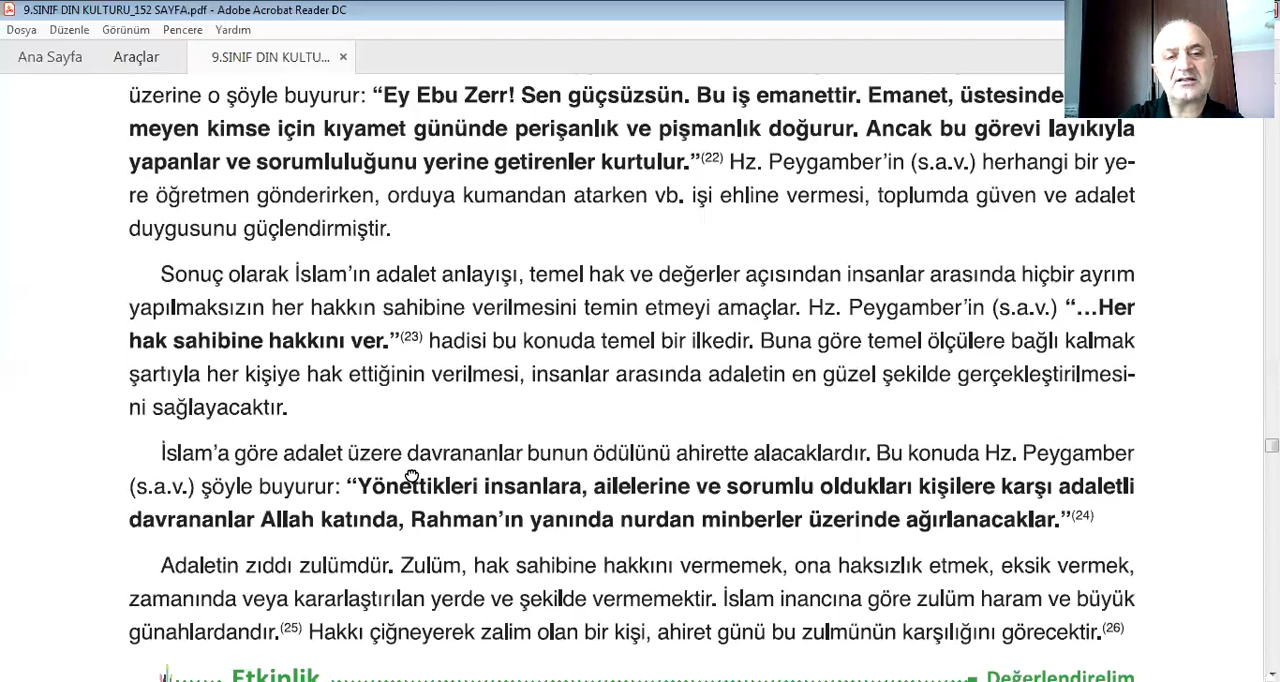 9.SINIF DIN KULTURU_152 SAYFA.pdf - Adobe Acrobat Reader DC
Dosya Düzenle Görünüm Pencere Yardım
Ana Sayfa Araçlar 9.SINIF DIN KULTU... ×
üzerine o şöyle buyurur: “Ey Ebu Zerr! Sen güçsüzsün. Bu iş emanettir. Emanet, üstesinde
meyen kimse için kıyamet gününde perişanlık ve pişmanlık doğurur. Ancak bu görevi layıkıyla
yapanlar ve sorumluluğunu yerine getirenler kurtulur.”(22) Hz. Peygamber’in (s.a.v.) herhangi bir ye-
re öğretmen gönderirken, orduya kumandan atarken vb. işi ehline vermesi, toplumda güven ve adalet
duygusunu güçlendirmiştir.
Sonuç olarak İslam’ın adalet anlayışı, temel hak ve değerler açısından insanlar arasında hiçbir ayrım
yapılmaksızın her hakkın sahibine verilmesini temin etmeyi amaçlar. Hz. Peygamber’in (s.a.v.) “…Her
hak sahibine hakkını ver.”(23) hadisi bu konuda temel bir ilkedir. Buna göre temel ölçülere bağlı kalmak
şartıyla her kişiye hak ettiğinin verilmesi, insanlar arasında adaletin en güzel şekilde gerçekleştirilmesi-
ni sağlayacaktır.
İslam’a göre adalet üzere davrananlar bunun ödülünü ahirette alacaklardır. Bu konuda Hz. Peygamber
(s.a.v.) şöyle buyurur: “Yönettikleri insanlara, ailelerine ve sorumlu oldukları kişilere karşı adaletli
davrananlar Allah katında, Rahman’ın yanında nurdan minberler üzerinde ağırlanacaklar.”(24)
Adaletin zıddı zulümdür. Zulüm, hak sahibine hakkını vermemek, ona haksızlık etmek, eksik vermek,
zamanında veya kararlaştırılan yerde ve şekilde vermemektir. İslam inancına göre zulüm haram ve büyük
günahlardandır.(25) Hakkı çiğneyerek zalim olan bir kişi, ahiret günü bu zulmünün karşılığını görecektir.(26)
Etkinlik Değerlendirelim